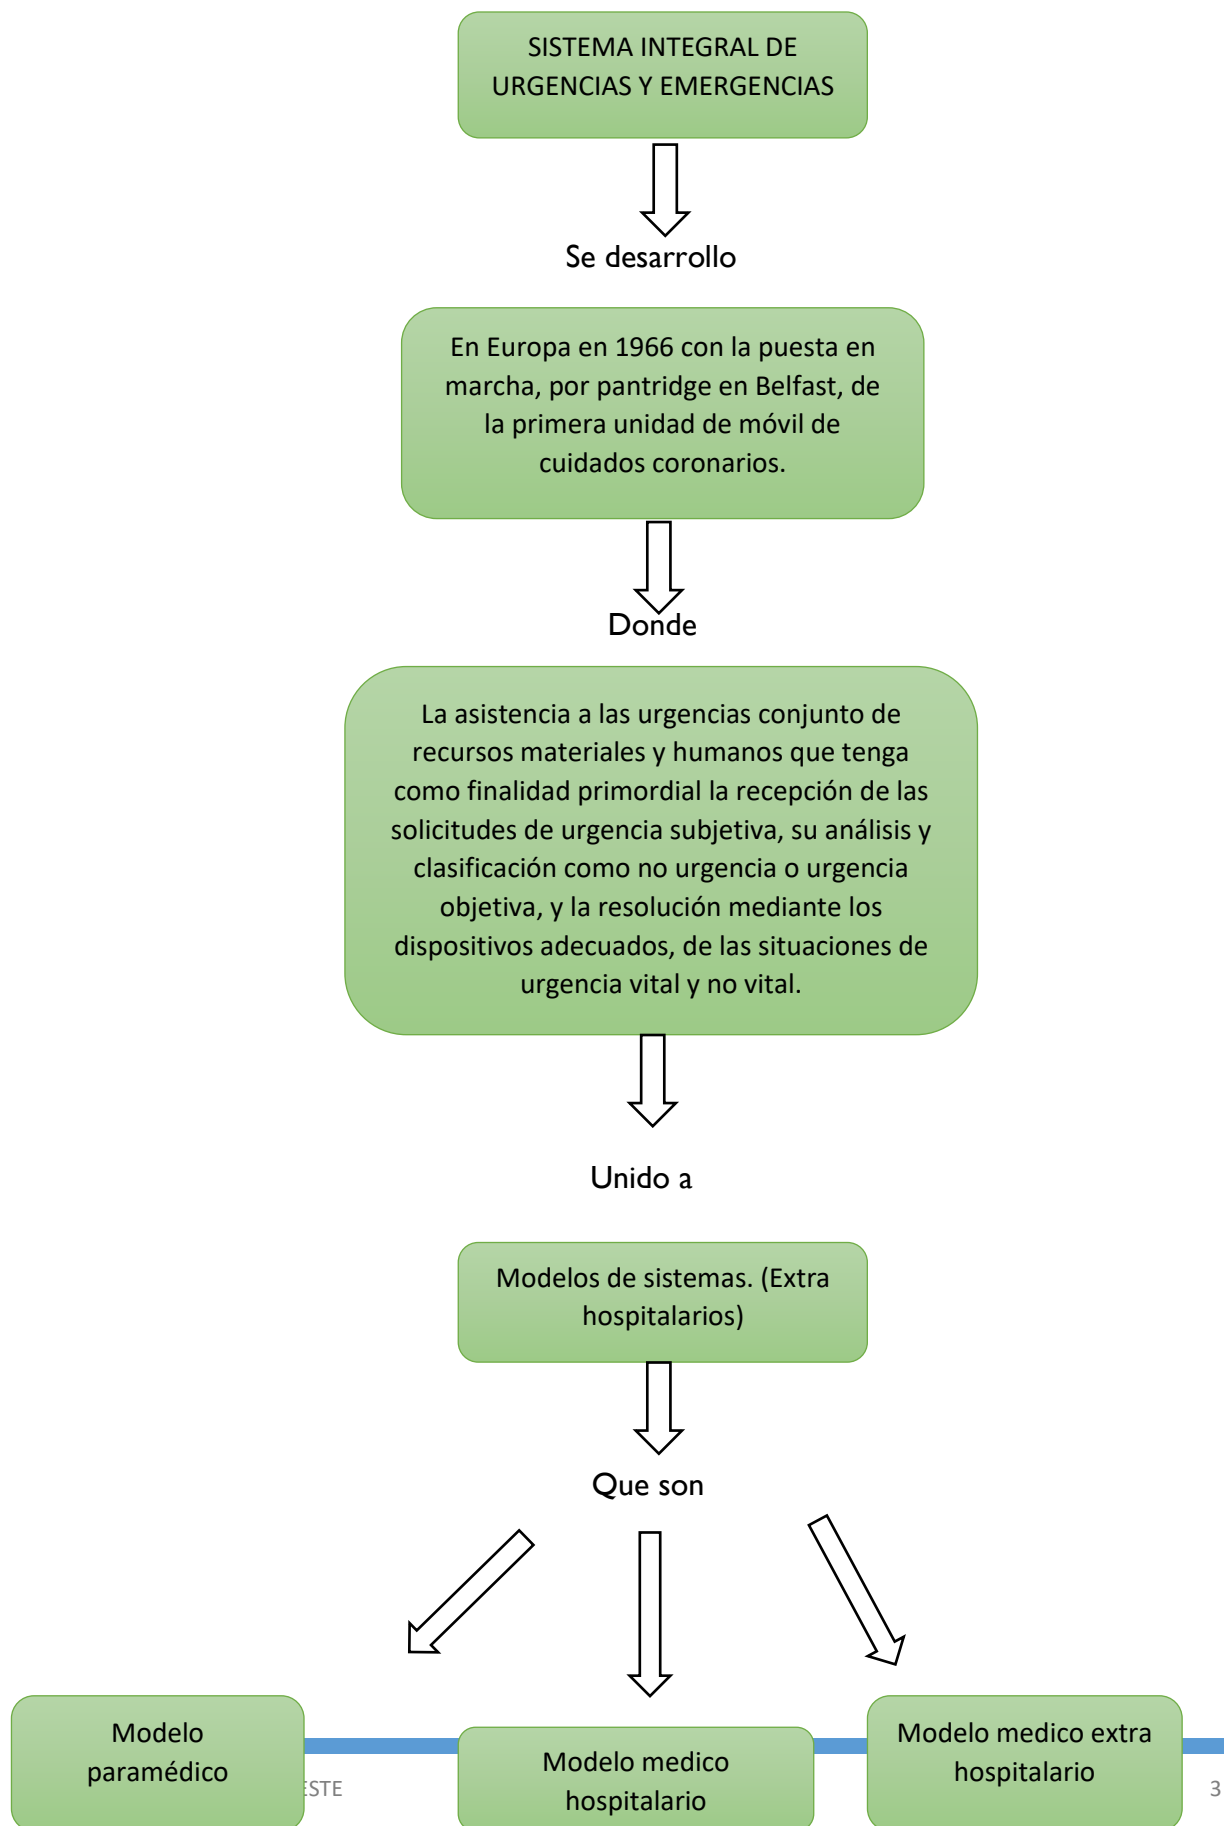 SISTEMA INTEGRAL DE
URGENCIAS Y EMERGENCIAS
Se desarrollo
En Europa en 1966 con la puesta en
marcha, por pantridge en Belfast, de
la primera unidad de móvil de
cuidados coronarios.
Donde
La asistencia a las urgencias conjunto de
recursos materiales y humanos que tenga
como finalidad primordial la recepción de las
solicitudes de urgencia subjetiva, su análisis y
clasificación como no urgencia o urgencia
objetiva, y la resolución mediante los
dispositivos adecuados, de las situaciones de
urgencia vital y no vital.
Unido a
Modelos de sistemas. (Extra
hospitalarios)
Que son
Modelo
paramédico
Modelo medico
hospitalario
Modelo medico extra
hospitalario
3